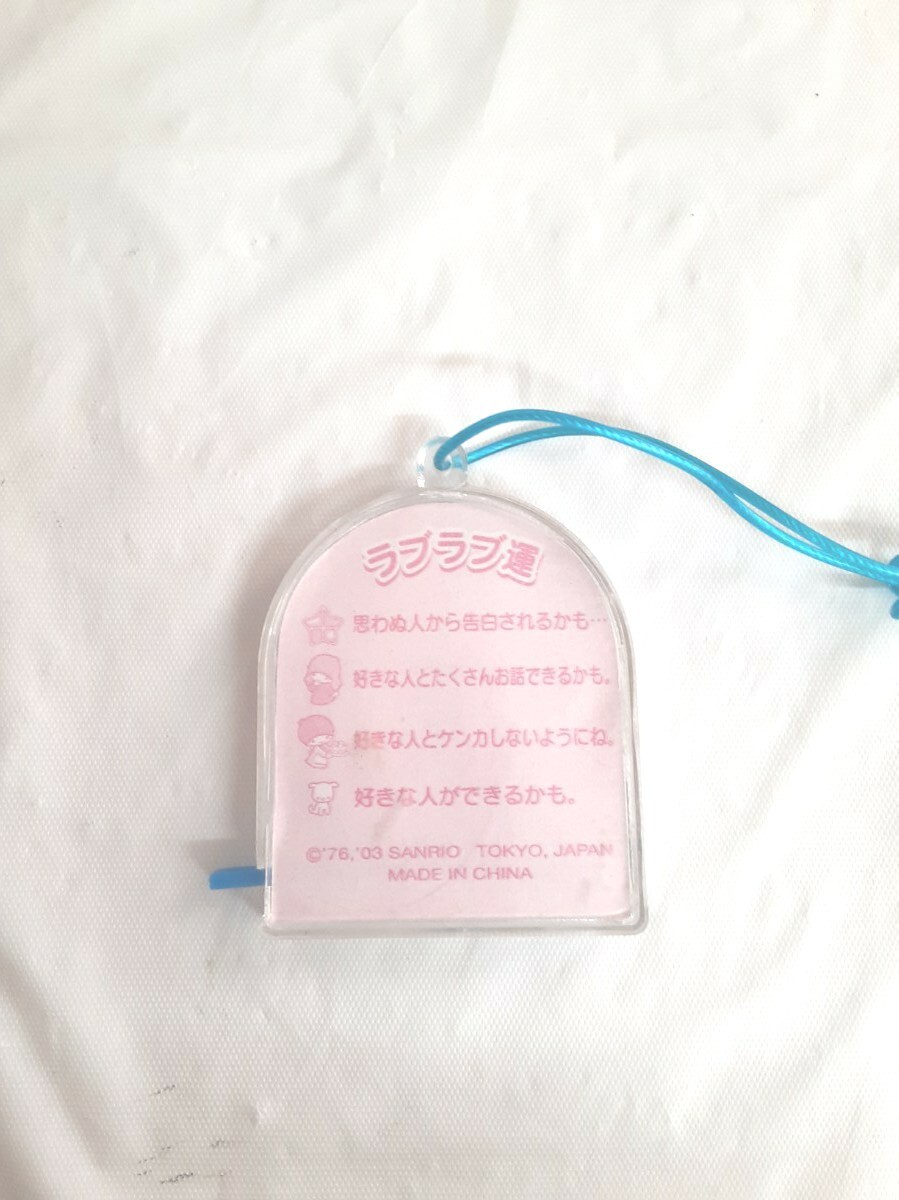 ラブラブ運
思わぬ人から告白されるかも…
好きな人とたくさんお話できるかも。
好きな人とケンカしないようにね。
好きな人ができるかも。
©'76,'03 SANRIO TOKYO, JAPAN
MADE IN CHINA